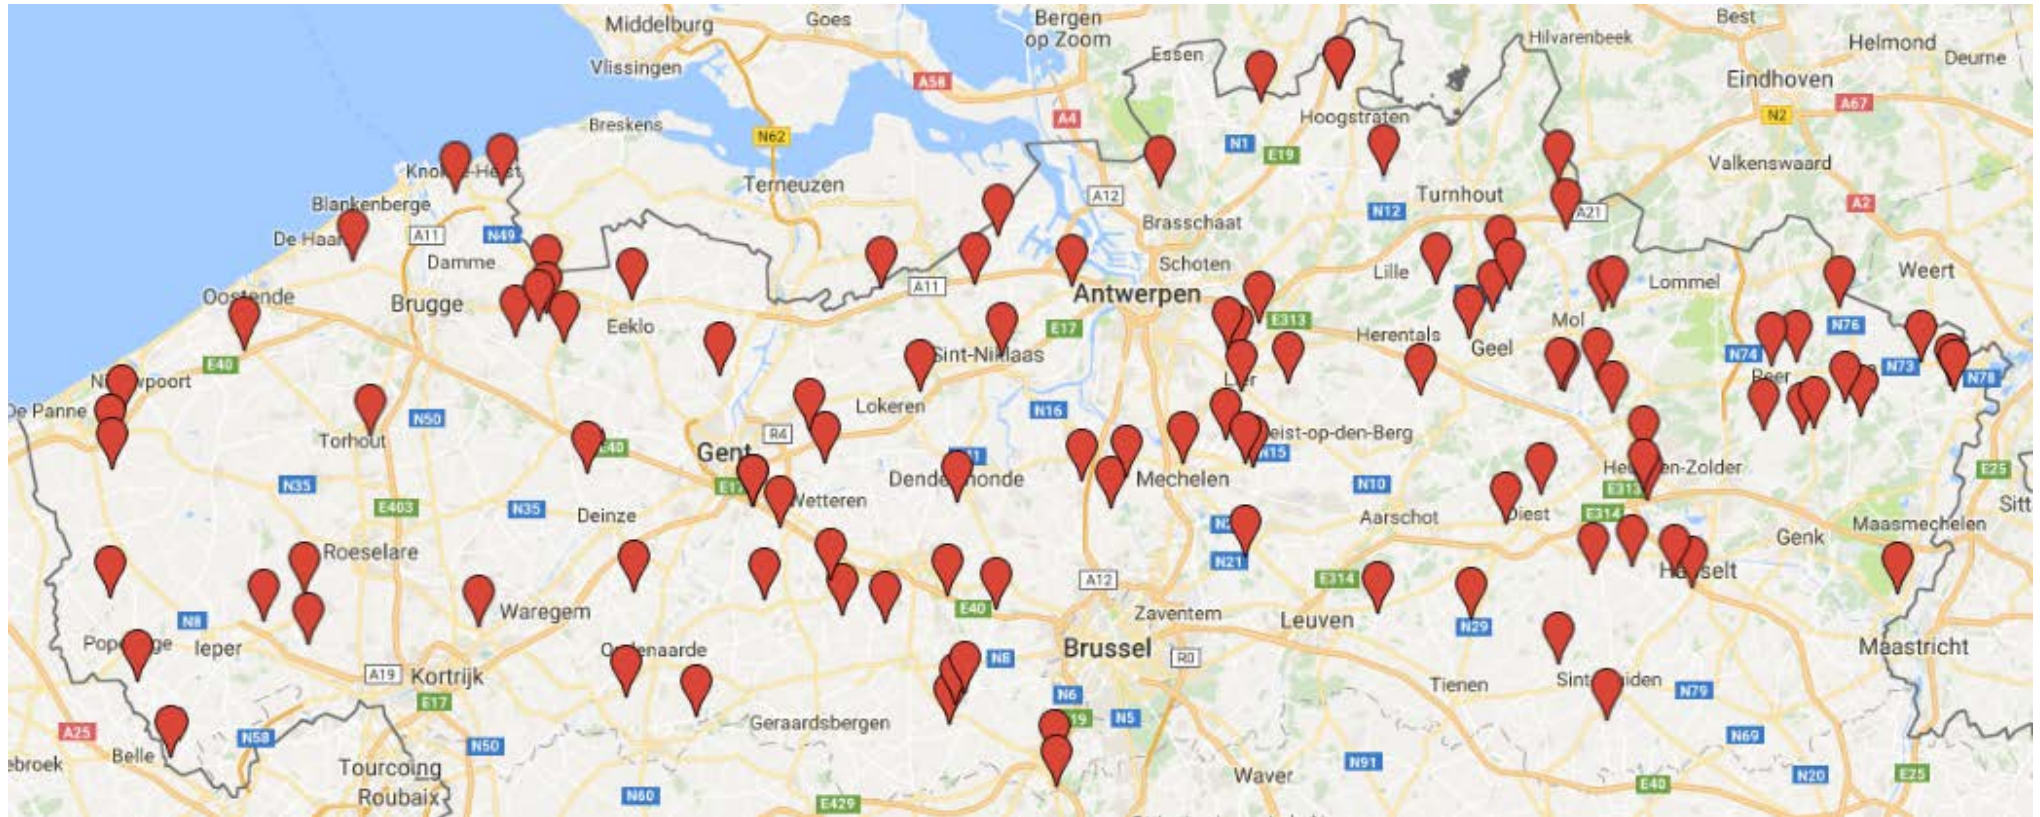 Middelburg
Goes
Bergen
op Zoom
Essen
Hilvarenbeek
Best
Helmond
Deurne
Vlissingen
A58
Eindhoven
A67
N2
Breskens
N62
A4
Hoogstraten
N1
E19
Valkenswaard
Terneuzen
A12
Turnhout
A2
Blankenberge
N12
A21
Brasschaat
A11
N49
Damme
Schoten
Lille
Lommel
Weert
Oostende
Brugge
A11
Antwerpen
Eeklo
E17
E313
Herentals
Mol
N76
E40
Sint-Niklaas
Geel
N74
N73
N78
De Panne
N50
Lokeren
N16
Torhout
R4
E40
Gent
N15
N35
Mechelen
N10
E313
E25
E403
N35
Wetteren
Deinze
Aarschot
Diest
E314
Maasmechelen
Genk
Roeselare
N21
A12
E314
Hasselt
N8
Waregem
E40
Zaventem
Leuven
N29
Ieper
Brussel
R0
Maastricht
A19
Kortrijk
N6
Tienen
N79
E17
Geraardsbergen
N5
A25
Belle
N58
N50
N69
Tourcoing
Roubaix
N60
E429
Waver
N91
E40
N20
E25